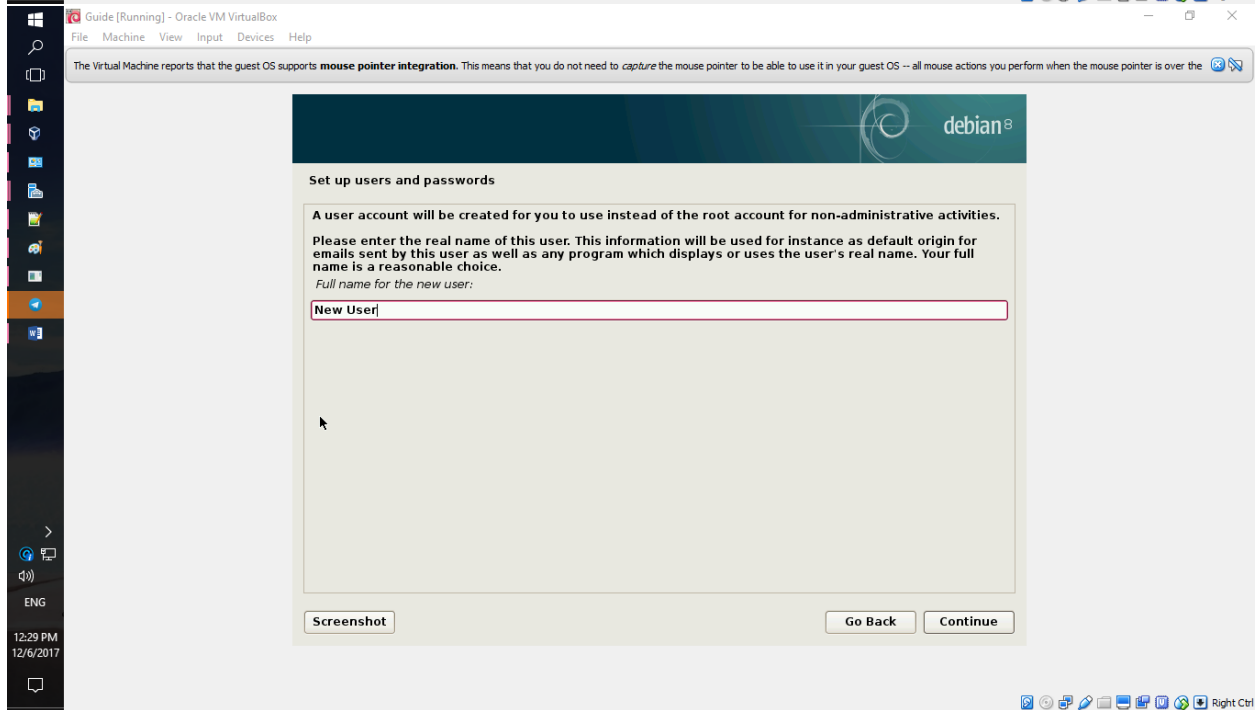 Guide [Running] - Oracle VM VirtualBox
File Machine View Input Devices Help
The Virtual Machine reports that the guest OS supports mouse pointer integration. This means that you do not need to capture the mouse pointer to be able to use it in your guest OS -- all mouse actions you perform when the mouse pointer is over the
debian 8
Set up users and passwords
A user account will be created for you to use instead of the root account for non-administrative activities.
Please enter the real name of this user. This information will be used for instance as default origin for
emails sent by this user as well as any program which displays or uses the user's real name. Your full
name is a reasonable choice.
Full name for the new user:
New User
Screenshot
Go Back Continue
ENG
12:29 PM
12/6/2017
Right Ctrl